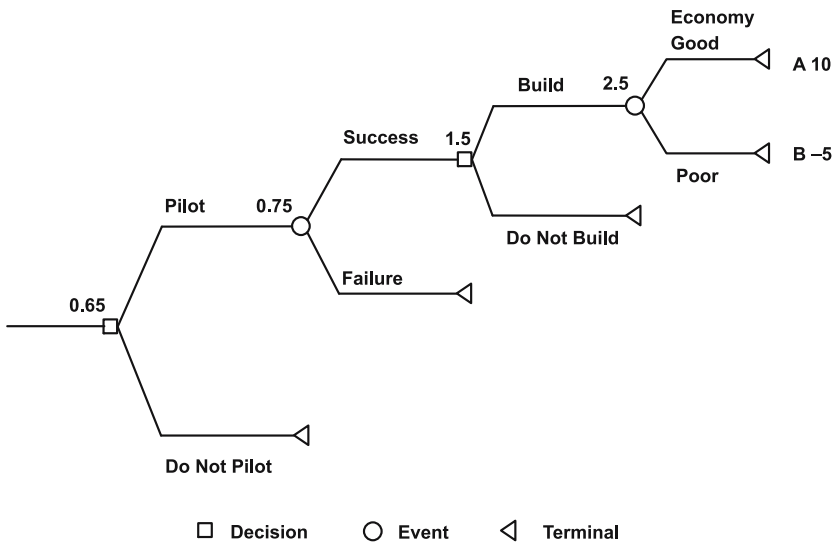 Economy
Good
A 10
Build
2.5
Success
1.5
B –5
Poor
Pilot
0.75
Do Not Build
Failure
0.65
Do Not Pilot
Decision
Event
Terminal